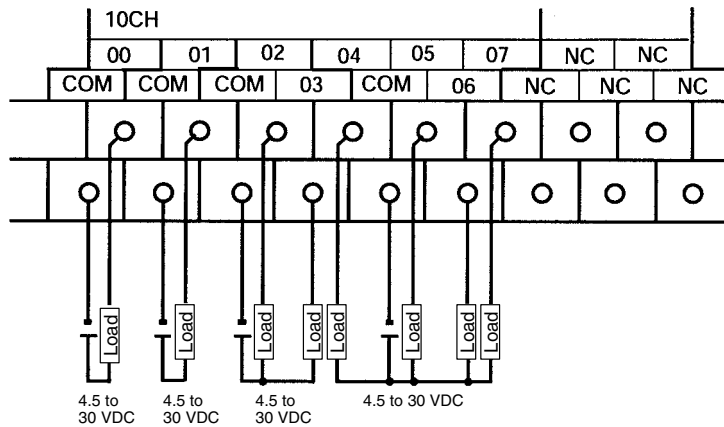 10CH
00 01 02 04 05 07 NC NC
COM COM COM 03 COM 06 NC NC NC
Load Load Load Load Load Load Load Load
4.5 to 30 VDC 4.5 to 30 VDC 4.5 to 30 VDC 4.5 to 30 VDC